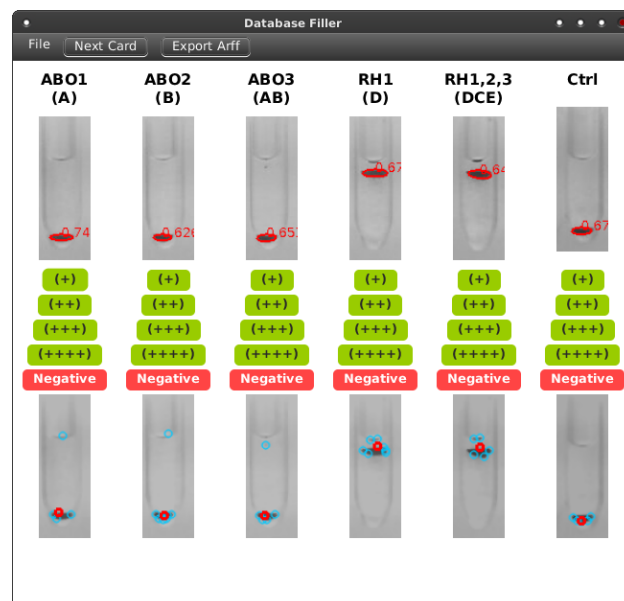 Database Filler
File Next Card Export Arff
ABO1 ABO2 ABO3 RH1 RH1,2,3 Ctrl
(A) (B) (AB) (D) (DCE)
0.67 0.64
0.74 0.626 0.65 0.67
(+) (+) (+) (+) (+) (+)
(++) (++) (++) (++) (++) (++)
(+++) (+++) (+++) (+++) (+++) (+++)
(++++) (++++) (++++) (++++) (++++) (++++)
Negative Negative Negative Negative Negative Negative